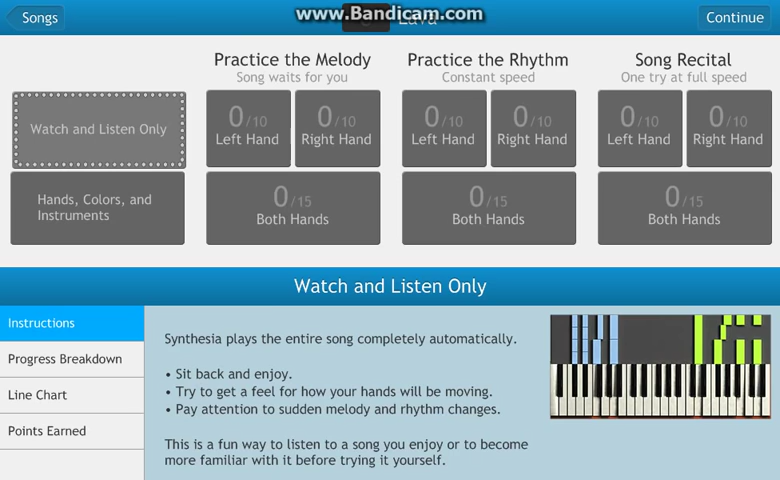 www.Bandicam.com
Songs
Lava
Continue
Practice the Melody
Song waits for you
Practice the Rhythm
Constant speed
Song Recital
One try at full speed
Watch and Listen Only
0/10
Left Hand
0/10
Right Hand
0/10
Left Hand
0/10
Right Hand
0/10
Left Hand
0/10
Right Hand
Hands, Colors, and
Instruments
0/15
Both Hands
0/15
Both Hands
0/15
Both Hands
Watch and Listen Only
Instructions
Progress Breakdown
Line Chart
Points Earned
Synthesia plays the entire song completely automatically.
• Sit back and enjoy.
• Try to get a feel for how your hands will be moving.
• Pay attention to sudden melody and rhythm changes.
This is a fun way to listen to a song you enjoy or to become
more familiar with it before trying it yourself.